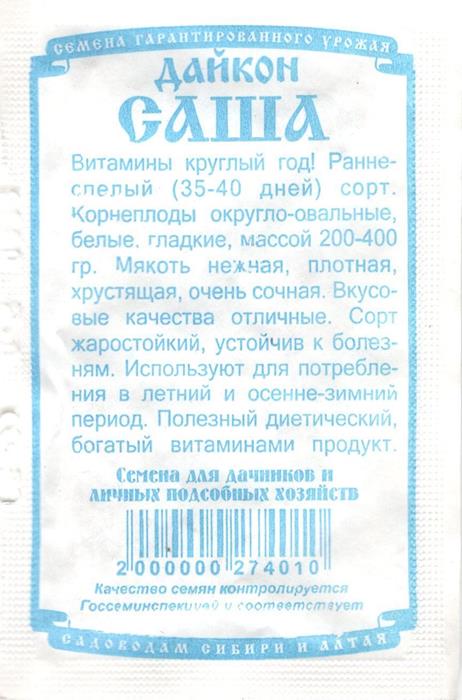 СЕМЕНА ГАРАНТИРОВАННОГО УРОЖАЯ
ДАЙКОН
САША
Витамины круглый год! Ранне-
спелый (35-40 дней) сорт.
Корнеплоды округло-овальные,
белые. гладкие, массой 200-400
гр. Мякоть нежная, плотная,
хрустящая, очень сочная. Вкусо-
вые качества отличные. Сорт
жаростойкий, устойчив к болез-
ням. Используют для потребле-
ния в летний и осенне-зимний
период. Полезный диетический,
богатый витаминами продукт.
Семена для дачников и
личных подсобных хозяйств
2 000000 274010
Качество семян контролируется
Госсеминспекцией и соответствует
САДОВОДАМ СИБИРИ И АЛТАЯ